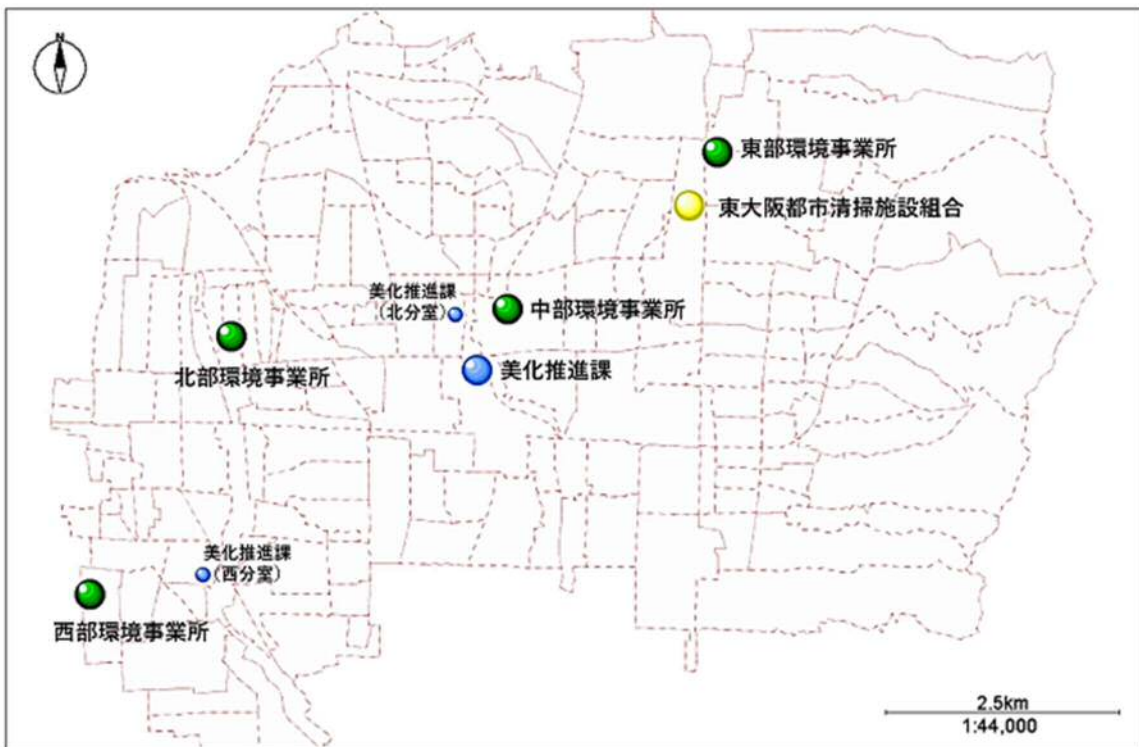 N
東部環境事業所
東大阪都市清掃施設組合
美化推進課
（北分室）
中部環境事業所
北部環境事業所
美化推進課
美化推進課
（西分室）
西部環境事業所
2.5km
1:44,000